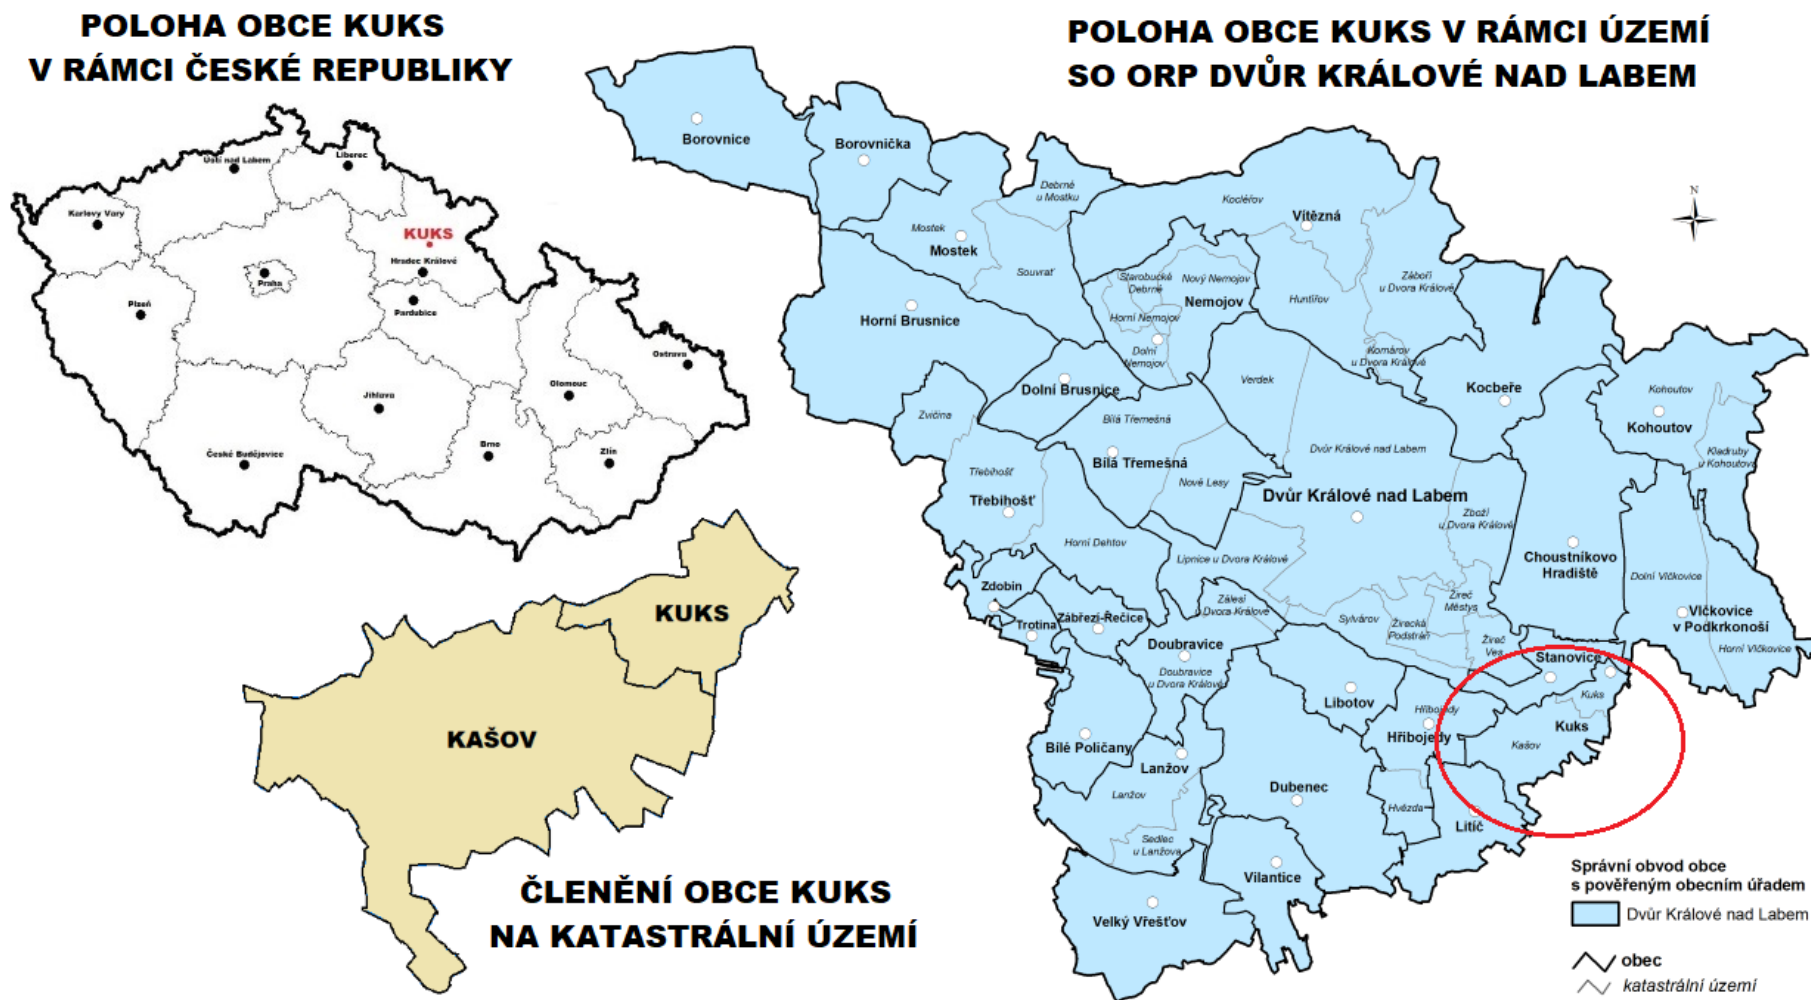 POLOHA OBCE KUKS
V RÁMCI ČESKÉ REPUBLIKY
Ústí nad Labem
Liberec
Karlovy Vary
KUKS
Hradec Králové
Praha
Plzeň
Pardubice
Ostrava
Olomouc
Jihlava
Brno
Zlín
České Budějovice
KUKS
KAŠOV
ČLENĚNÍ OBCE KUKS
NA KATASTRÁLNÍ ÚZEMÍ
POLOHA OBCE KUKS V RÁMCI ÚZEMÍ
SO ORP DVŮR KRÁLOVÉ NAD LABEM
N
Borovnice
Borovnička
Debrné
u Mostku
Kocléřov
Vítězná
Mostek
Mostek
Souvrať
Starobucké
Debrné
Nový Nemojov
Nemojov
Huntířov
Záboří
u Dvora Králové
Horní Brusnice
Horní Nemojov
Dolní
Nemojov
Komárov
u Dvora Králové
Dolní Brusnice
Verdek
Kocbeře
Kohoutov
Kohoutov
Zvičina
Bílá Třemešná
Bílá Třemešná
Dvůr Králové nad Labem
Kladruby
u Kohoutova
Třebihošť
Třebihošť
Nové Lesy
Dvůr Králové nad Labem
Zboží
u Dvora Králové
Horní Dehtov
Lipnice u Dvora Králové
Choustníkovo
Hradiště
Dolní Vlčkovice
Zdobín
Zálesí
u Dvora Králové
Žireč
Městys
Trotina
Zábřezí-Řečice
Sylvárov
Žirecká
Podstráň
Vlčkovice
v Podkrkonoší
Doubravice
Doubravice
u Dvora Králové
Žireč
Ves
Stanovice
Horní Vlčkovice
Libotov
Kuks
Kuks
Hřibojedy
Hřibojedy
Kašov
Bílé Poličany
Lanžov
Lanžov
Dubenec
Hvězda
Litíč
Sedlec
u Lanžova
Vilantice
Velký Vřešťov
Správní obvod obce
s pověřeným obecním úřadem
Dvůr Králové nad Labem
obec
katastrální území